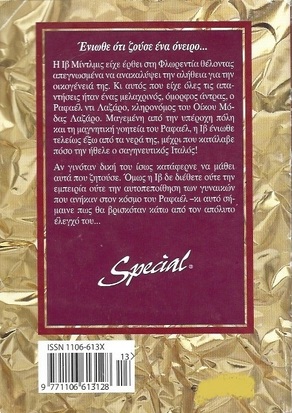 Ένιωθε ότι ζούσε ένα όνειρο...
Η Ιβ Μίντλμις είχε έρθει στη Φλωρεντία θέλοντας
απεγνωσμένα να ανακαλύψει την αλήθεια για την
οικογένειά της. Κι αυτός που είχε όλες τις απα-
ντήσεις ήταν ένας μελαχρινός, όμορφος άντρας, ο
Ραφαέλ ντι Λαζάρο, κληρονόμος του Οίκου Μό-
δας Λαζάρο. Μαγεμένη από την υπέροχη πόλη
και τη μαγνητική γοητεία του Ραφαέλ, η Ιβ ένιωθε
τελείως έξω από τα νερά της, μέχρι που κατάλαβε
πόσο την ήθελε ο σαγηνευτικός Ιταλός!
Αν γινόταν δική του ίσως κατάφερνε να μάθει
αυτά που ζητούσε. Όμως η Ιβ δε διέθετε ούτε την
εμπειρία ούτε την αυτοπεποίθηση των γυναικών
που ανήκαν στον κόσμο του Ραφαέλ –κι αυτό σή-
μαινε πως θα βρισκόταν κάτω από τον απόλυτο
έλεγχό του...
Special®
ISSN 1106-613X
13
9 771106 613128